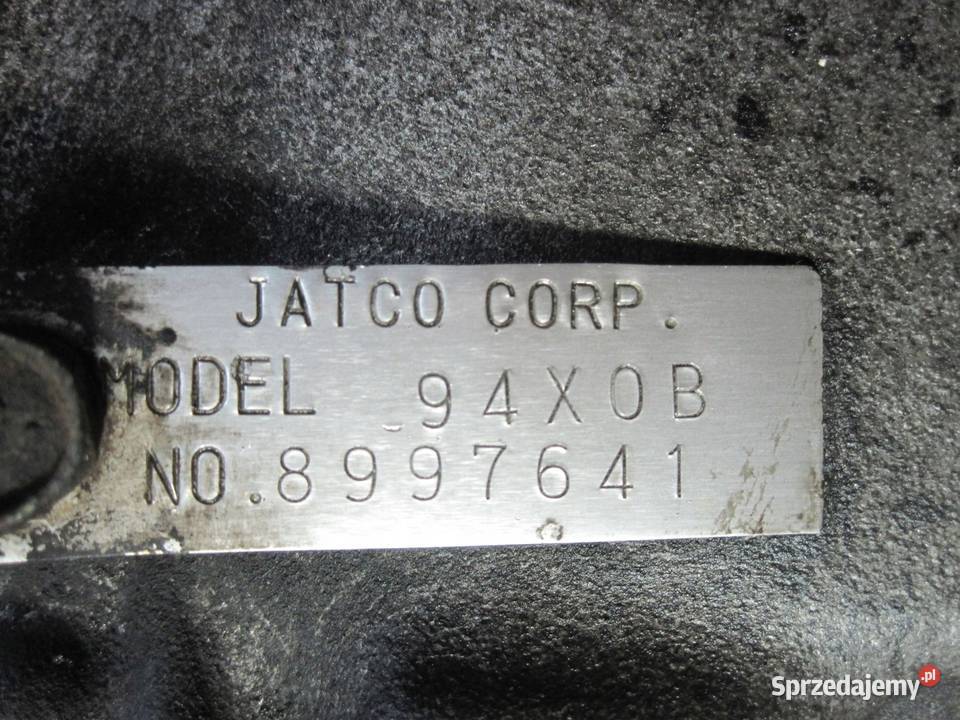 JATCO CORP.
MODEL 94X0B
NO.8997641
Sprzedajemy.pl